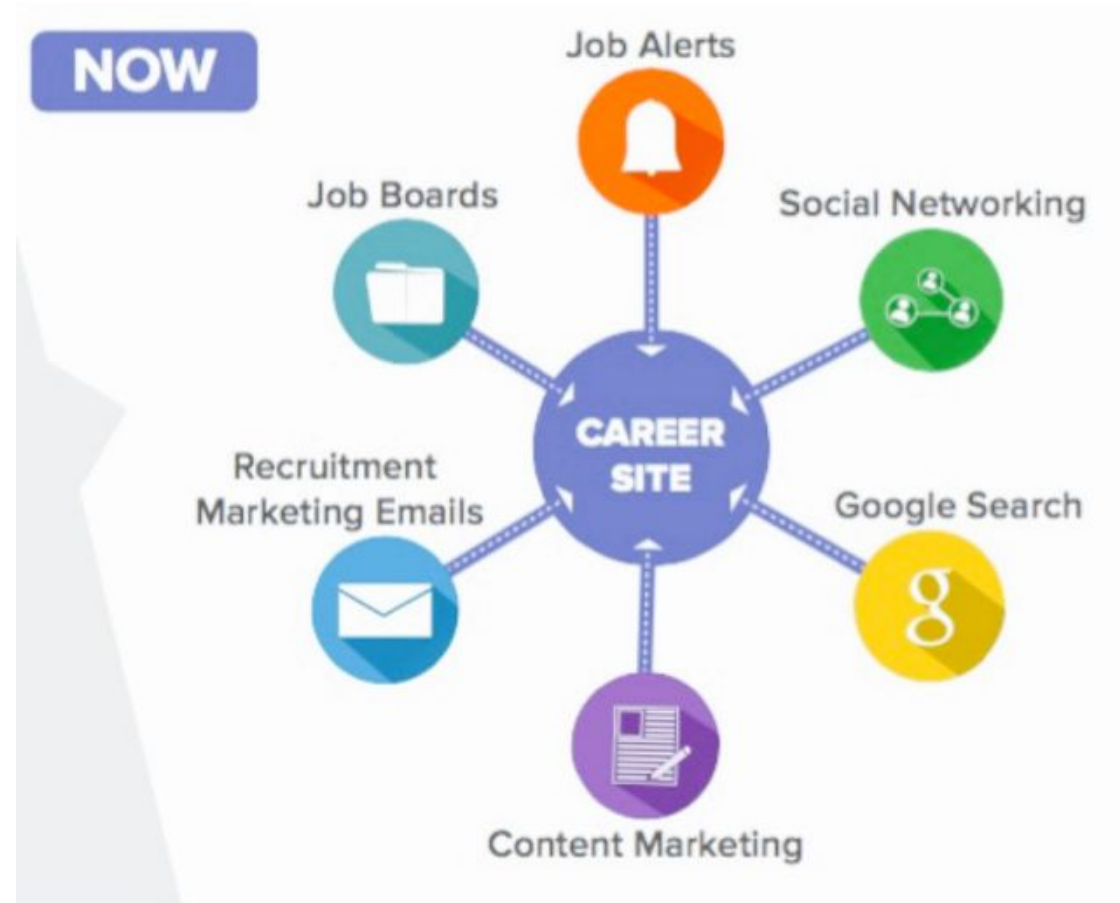 NOW
Job Alerts
Job Boards
Social Networking
CAREER
SITE
Recruitment
Marketing Emails
Google Search
g
Content Marketing